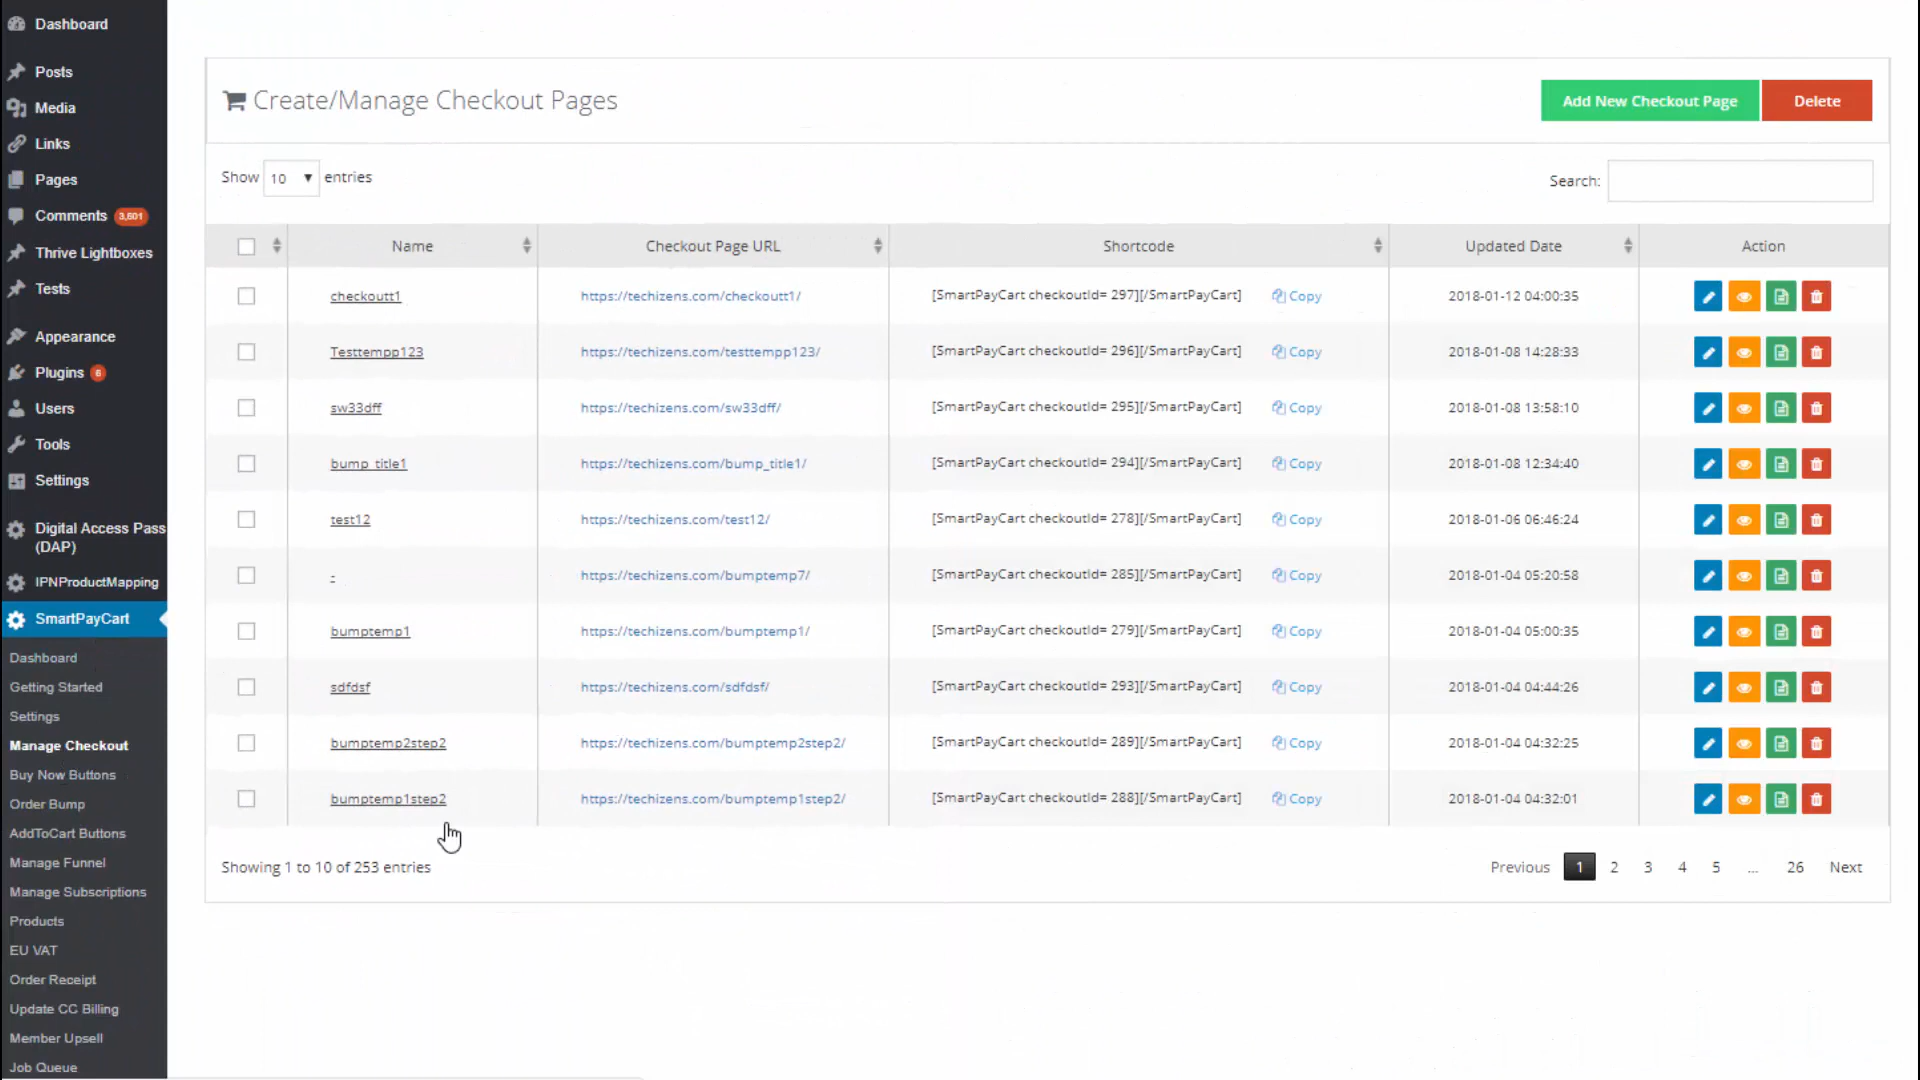 Dashboard
Posts
Media
Links
Pages
Comments 3,601
Thrive Lightboxes
Tests
Appearance
Plugins 6
Users
Tools
Settings
Digital Access Pass
(DAP)
IPNProductMapping
SmartPayCart
Dashboard
Getting Started
Settings
Manage Checkout
Buy Now Buttons
Order Bump
AddToCart Buttons
Manage Funnel
Manage Subscriptions
Products
EU VAT
Order Receipt
Update CC Billing
Member Upsell
Job Queue
Create/Manage Checkout Pages
Add New Checkout Page Delete
Show 10 entries Search:
Name Checkout Page URL Shortcode Updated Date Action
checkoutt1 https://techizens.com/checkoutt1/ [SmartPayCart checkoutId= 297][/SmartPayCart] Copy 2018-01-12 04:00:35
Testtempp123 https://techizens.com/testtempp123/ [SmartPayCart checkoutId= 296][/SmartPayCart] Copy 2018-01-08 14:28:33
sw33dff https://techizens.com/sw33dff/ [SmartPayCart checkoutId= 295][/SmartPayCart] Copy 2018-01-08 13:58:10
bump_title1 https://techizens.com/bump_title1/ [SmartPayCart checkoutId= 294][/SmartPayCart] Copy 2018-01-08 12:34:40
test12 https://techizens.com/test12/ [SmartPayCart checkoutId= 278][/SmartPayCart] Copy 2018-01-06 06:46:24
- https://techizens.com/bumptemp7/ [SmartPayCart checkoutId= 285][/SmartPayCart] Copy 2018-01-04 05:20:58
bumptemp1 https://techizens.com/bumptemp1/ [SmartPayCart checkoutId= 279][/SmartPayCart] Copy 2018-01-04 05:00:35
sdfdsf https://techizens.com/sdfdsf/ [SmartPayCart checkoutId= 293][/SmartPayCart] Copy 2018-01-04 04:44:26
bumptemp2step2 https://techizens.com/bumptemp2step2/ [SmartPayCart checkoutId= 289][/SmartPayCart] Copy 2018-01-04 04:32:25
bumptemp1step2 https://techizens.com/bumptemp1step2/ [SmartPayCart checkoutId= 288][/SmartPayCart] Copy 2018-01-04 04:32:01
Showing 1 to 10 of 253 entries Previous 1 2 3 4 5 ... 26 Next